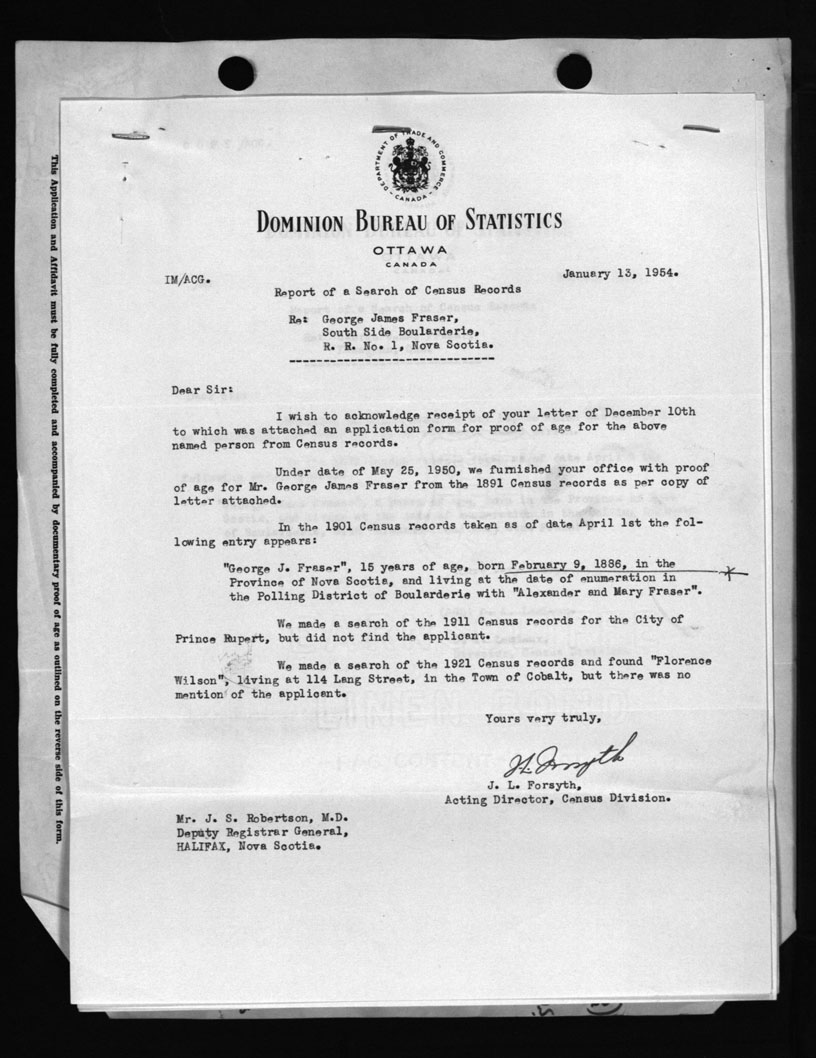 DEPARTMENT OF TRADE AND COMMERCE
CANADA
DOMINION BUREAU OF STATISTICS
OTTAWA
CANADA
IM/ACG.
January 13, 1954.
Report of a Search of Census Records
Re: George James Fraser,
South Side Boularderie,
R. R. No. 1, Nova Scotia.
Dear Sir:
I wish to acknowledge receipt of your letter of December 10th
to which was attached an application form for proof of age for the above
named person from Census records.
Under date of May 25, 1950, we furnished your office with proof
of age for Mr. George James Fraser from the 1891 Census records as per copy of
letter attached.
In the 1901 Census records taken as of date April 1st the fol-
lowing entry appears:
"George J. Fraser", 15 years of age, born February 9, 1886, in the
Province of Nova Scotia, and living at the date of enumeration in
the Polling District of Boularderie with "Alexander and Mary Fraser".
We made a search of the 1911 Census records for the City of
Prince Rupert, but did not find the applicant.
We made a search of the 1921 Census records and found "Florence
Wilson", living at 114 Lang Street, in the Town of Cobalt, but there was no
mention of the applicant.
Yours very truly,
J. L. Forsyth,
Acting Director, Census Division.
Mr. J. S. Robertson, M.D.
Deputy Registrar General,
HALIFAX, Nova Scotia.
This Application and Affidavit must be fully completed and accompanied by documentary proof of age as outlined on the reverse side of this form.